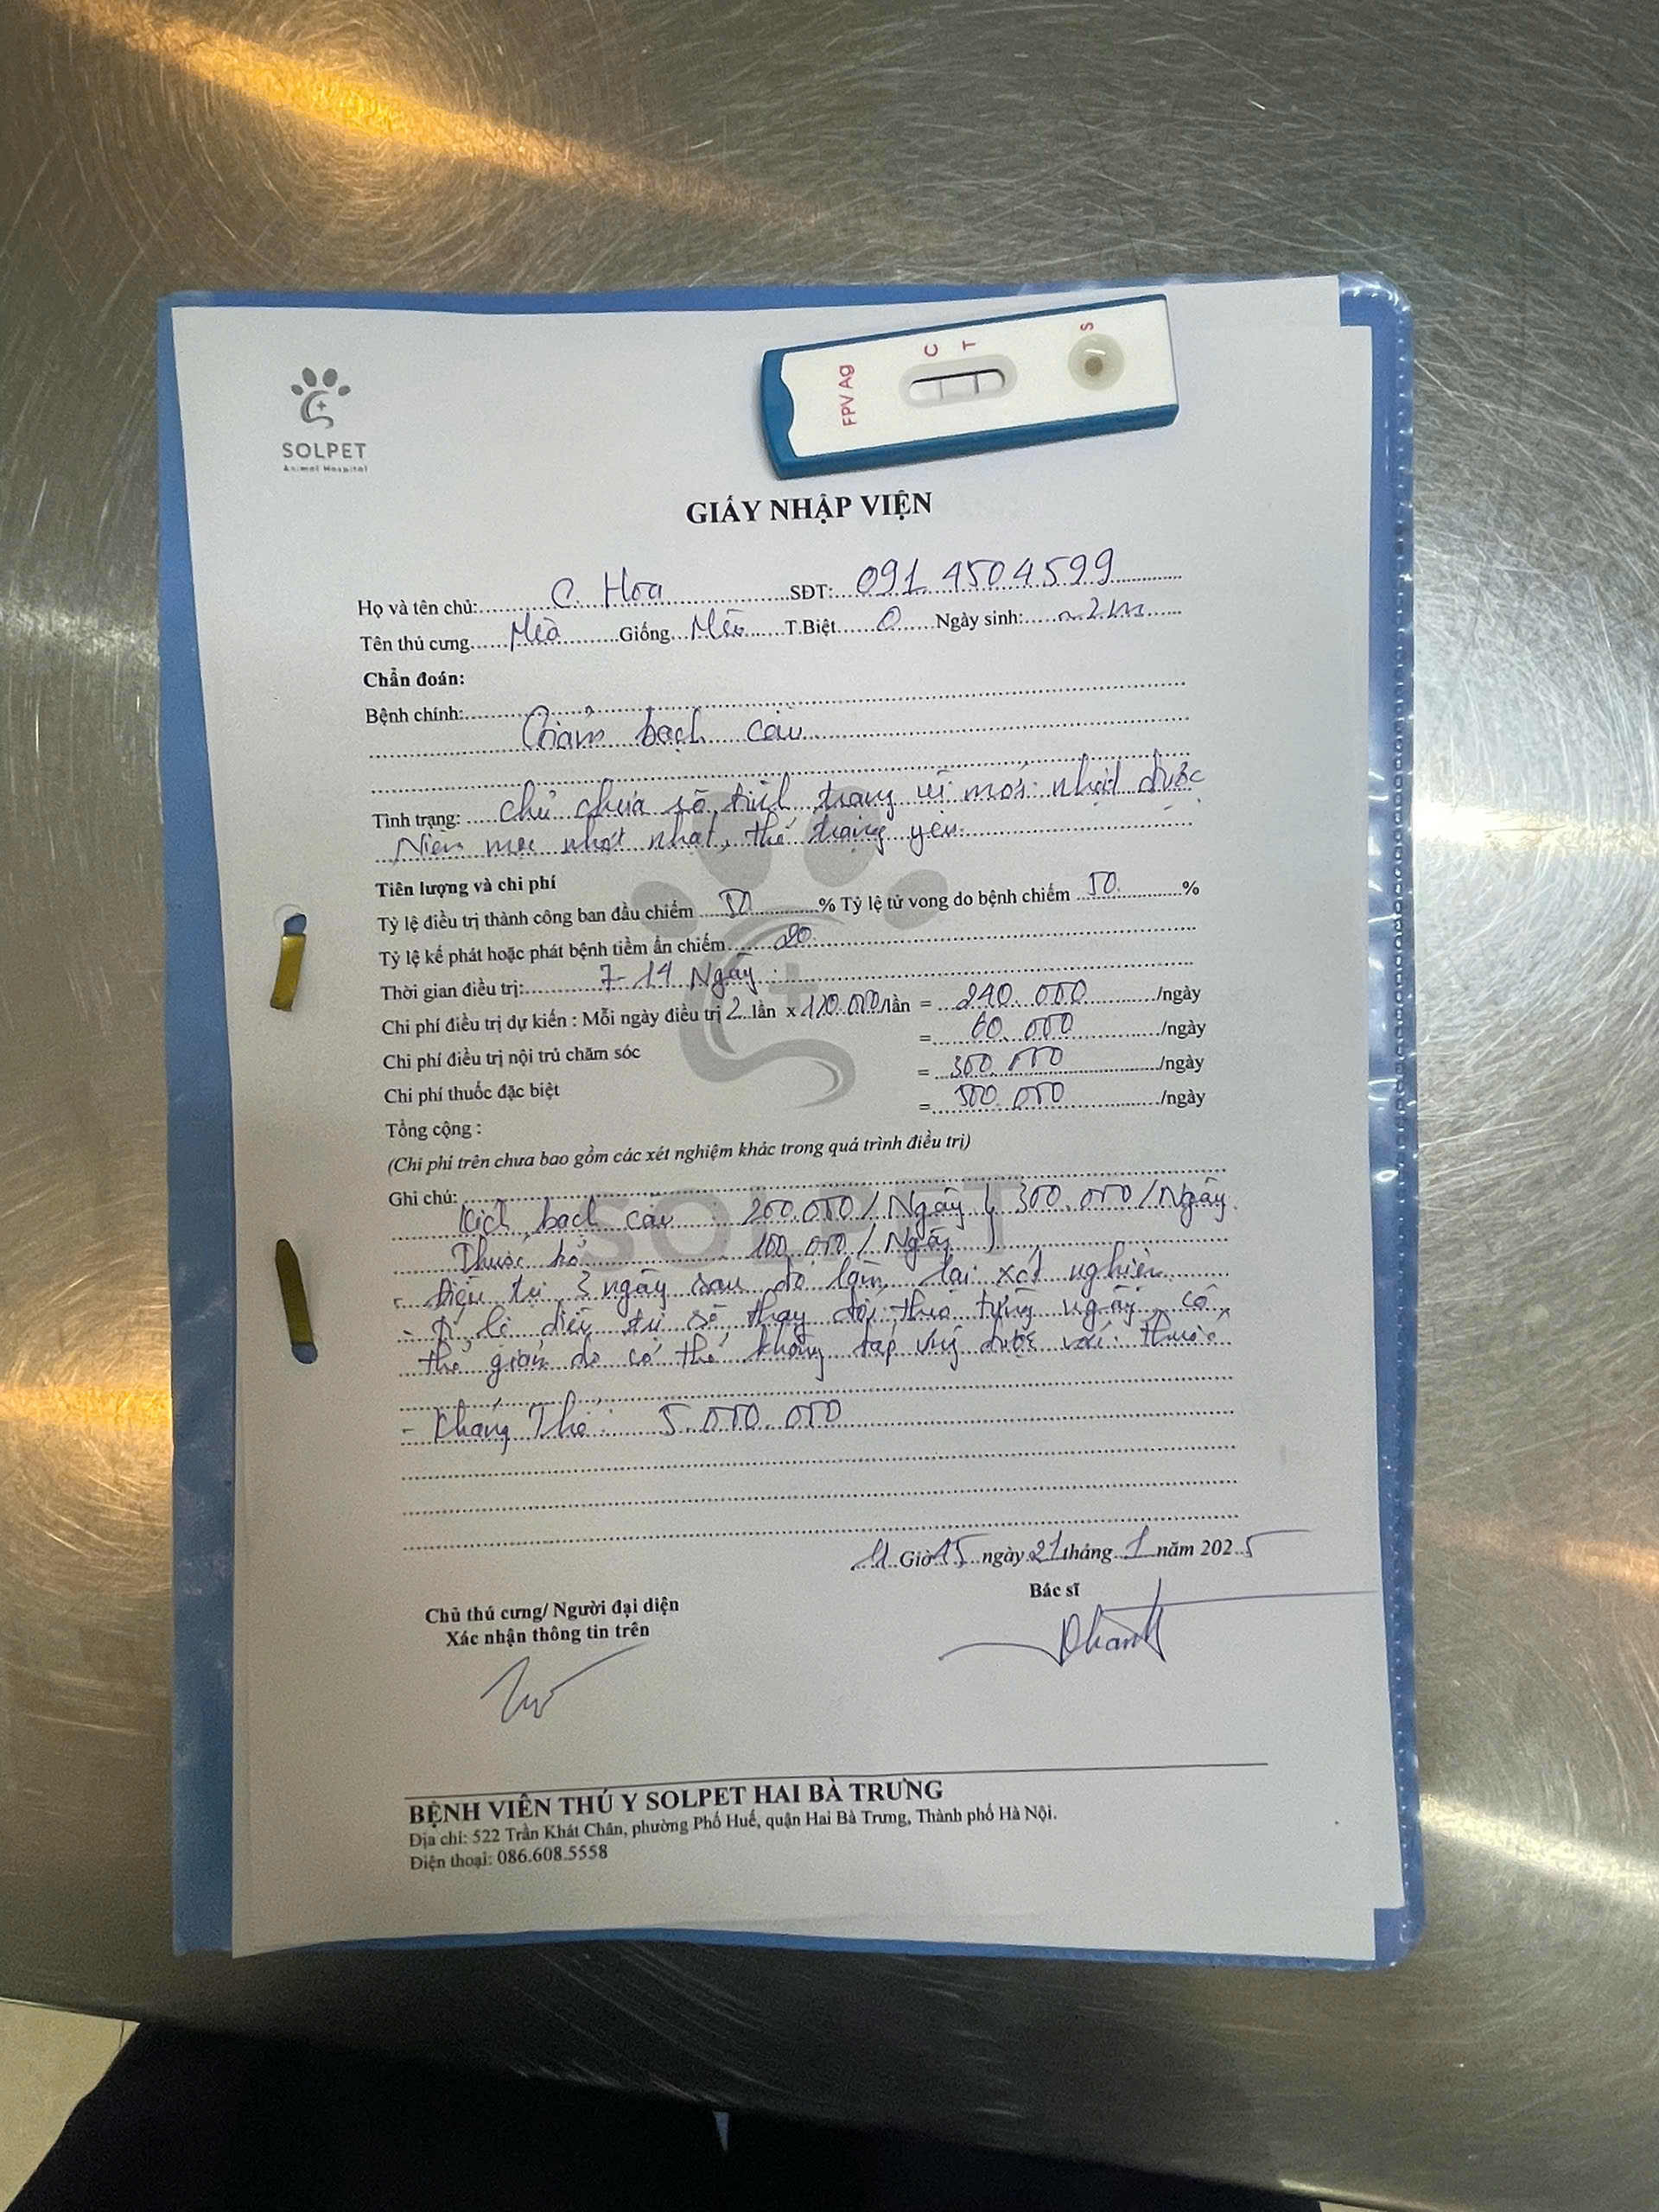 FPV Ag
C
T
S
SOLPET
Animal Hospital
GIẤY NHẬP VIỆN
Họ và tên chủ: C. Hoa SĐT: 091 4504599
Tên thú cưng Giống Mèo T.Biệt 0 Ngày sinh: ~ 2m
Chẩn đoán:
Bệnh chính:
Giảm bạch cầu
Tình trạng: Chủ chưa rõ tình trạng vì mới nhặt được
Niêm mạc nhợt nhạt, thể trạng yếu
Tiên lượng và chi phí
Tỷ lệ điều trị thành công ban đầu chiếm 50 % Tỷ lệ tử vong do bệnh chiếm 50 %
Tỷ lệ kế phát hoặc phát bệnh tiềm ẩn chiếm 20
Thời gian điều trị: 7-14 Ngày
Chi phí điều trị dự kiến : Mỗi ngày điều trị 2 lần x 120.000/lần = 240.000 /ngày
Chi phí điều trị nội trú chăm sóc = 60.000 /ngày
Chi phí thuốc đặc biệt = 300.000 /ngày
Tổng cộng : = 500.000 /ngày
(Chi phí trên chưa bao gồm các xét nghiệm khác trong quá trình điều trị)
Ghi chú:
Kích bạch cầu : 200.000 / Ngày } 300.000 / Ngày
Thuốc bổ 100.000 / Ngày
- Điều trị 3 ngày sau đó làm lại xét nghiệm
- Tỉ lệ điều trị sẽ thay đổi theo từng ngày, có
thể giảm do có thể không đáp ứng được với thuốc
- Kháng Thể : 5.000.000
11 Giờ 15 ngày 21 tháng 1 năm 2025
Chủ thú cưng/ Người đại diện
Xác nhận thông tin trên
Bác sĩ
BỆNH VIỆN THÚ Y SOLPET HAI BÀ TRƯNG
Địa chỉ: 522 Trần Khát Chân, phường Phố Huế, quận Hai Bà Trưng, Thành phố Hà Nội.
Điện thoại: 086.608.5558